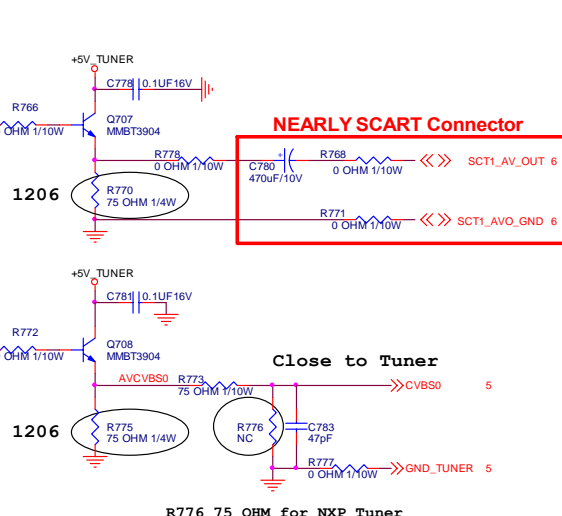 +5V_TUNER
C778 0.1UF16V
R766
0 OHM 1/10W
Q707
MMBT3904
NEARLY SCART Connector
R778
0 OHM 1/10W
C780
470uF/10V
+
R768
0 OHM 1/10W
SCT1_AV_OUT 6
1206
R770
75 OHM 1/4W
R771
0 OHM 1/10W
SCT1_AVO_GND 6
+5V_TUNER
C781 0.1UF16V
R772
OHM 1/10W
Q708
MMBT3904
Close to Tuner
AVCVBS0
R773
75 OHM 1/10W
CVBS0 5
1206
R775
75 OHM 1/4W
R776
NC
C783
47pF
R777
0 OHM 1/10W
GND_TUNER 5
R776 75 OHM for NXP Tuner